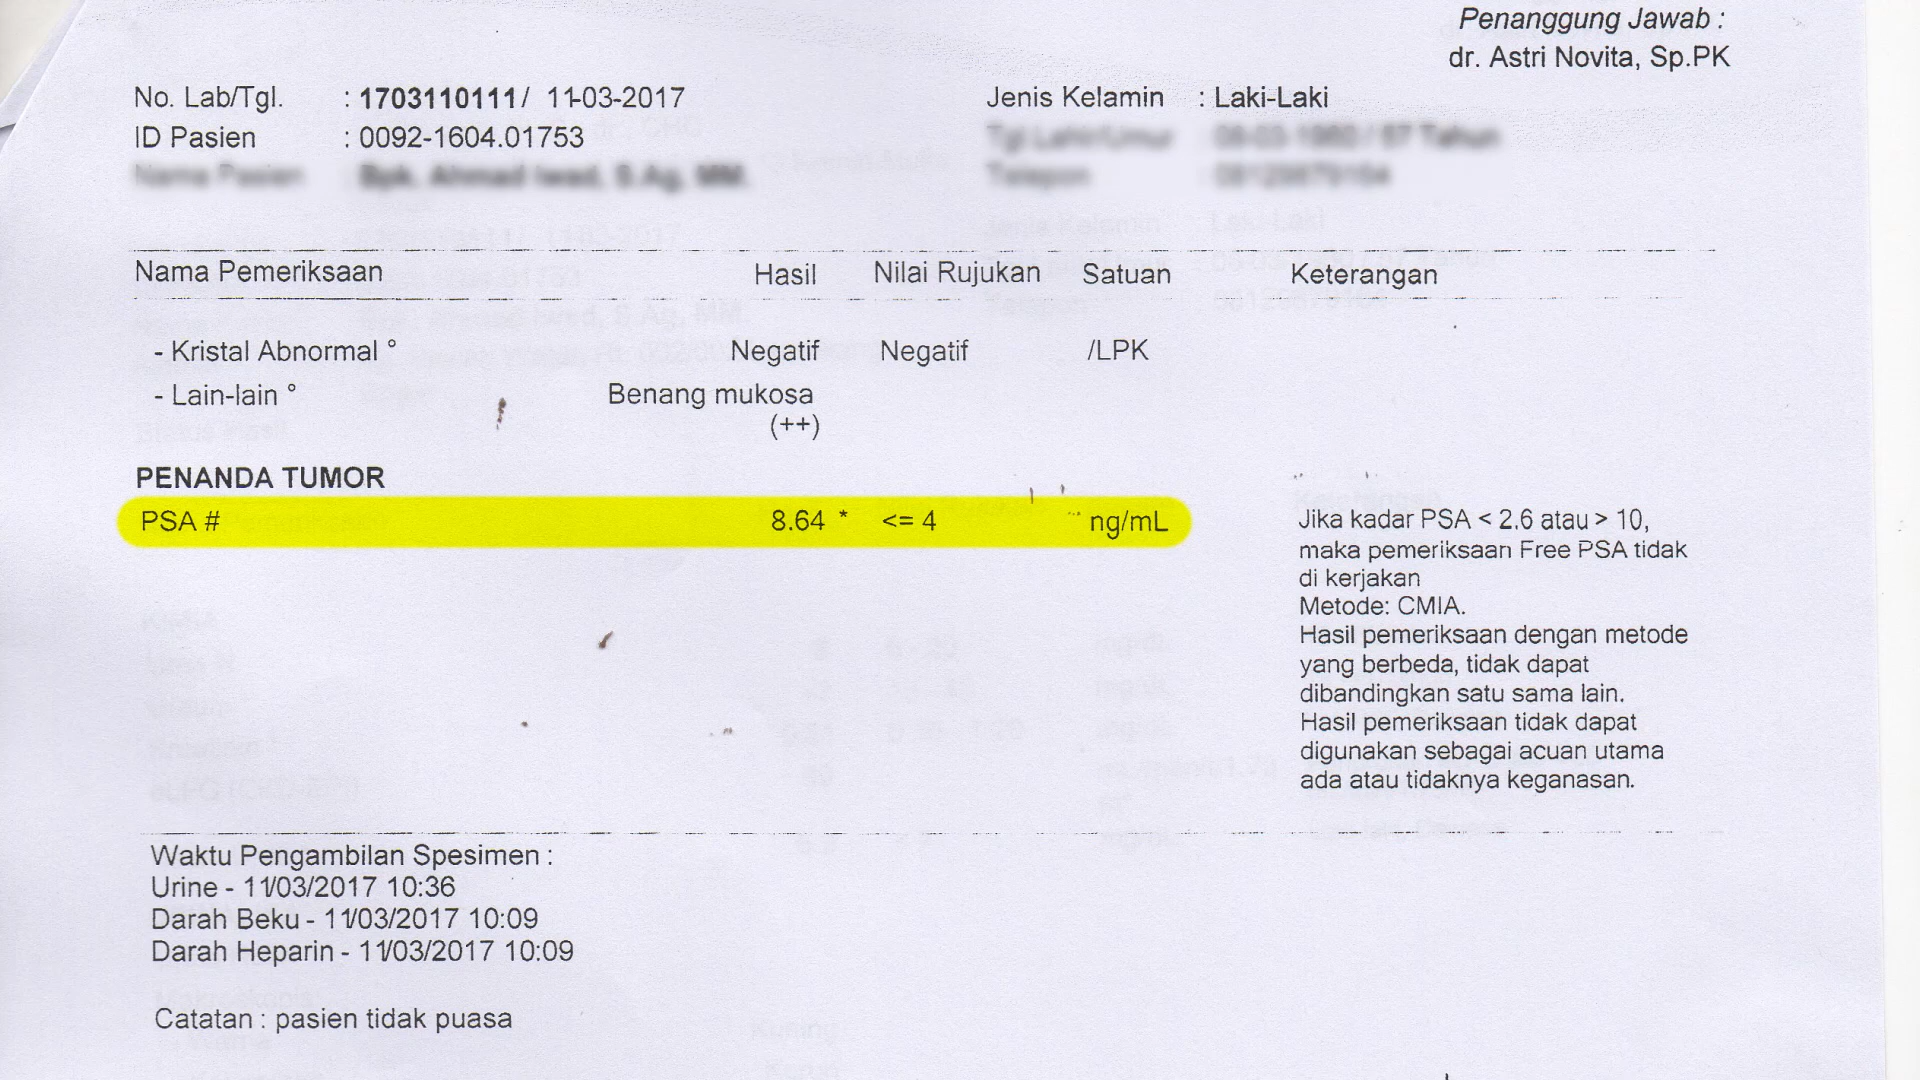 Penanggung Jawab :
dr. Astri Novita, Sp.PK
No. Lab/Tgl. : 1703110111 / 11-03-2017 Jenis Kelamin : Laki-Laki
ID Pasien : 0092-1604.01753
Nama Pemeriksaan Hasil Nilai Rujukan Satuan Keterangan
- Kristal Abnormal ° Negatif Negatif /LPK
- Lain-lain ° Benang mukosa
(++)
PENANDA TUMOR
PSA # 8.64 * <= 4 ng/mL Jika kadar PSA < 2.6 atau > 10,
maka pemeriksaan Free PSA tidak
di kerjakan
Metode: CMIA.
Hasil pemeriksaan dengan metode
yang berbeda, tidak dapat
dibandingkan satu sama lain.
Hasil pemeriksaan tidak dapat
digunakan sebagai acuan utama
ada atau tidaknya keganasan.
Waktu Pengambilan Spesimen :
Urine - 11/03/2017 10:36
Darah Beku - 11/03/2017 10:09
Darah Heparin - 11/03/2017 10:09
Catatan : pasien tidak puasa